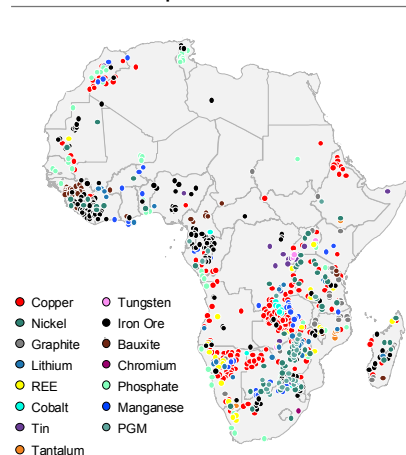 Copper
Nickel
Graphite
Lithium
REE
Cobalt
Tin
Tantalum
Tungsten
Iron Ore
Bauxite
Chromium
Phosphate
Manganese
PGM